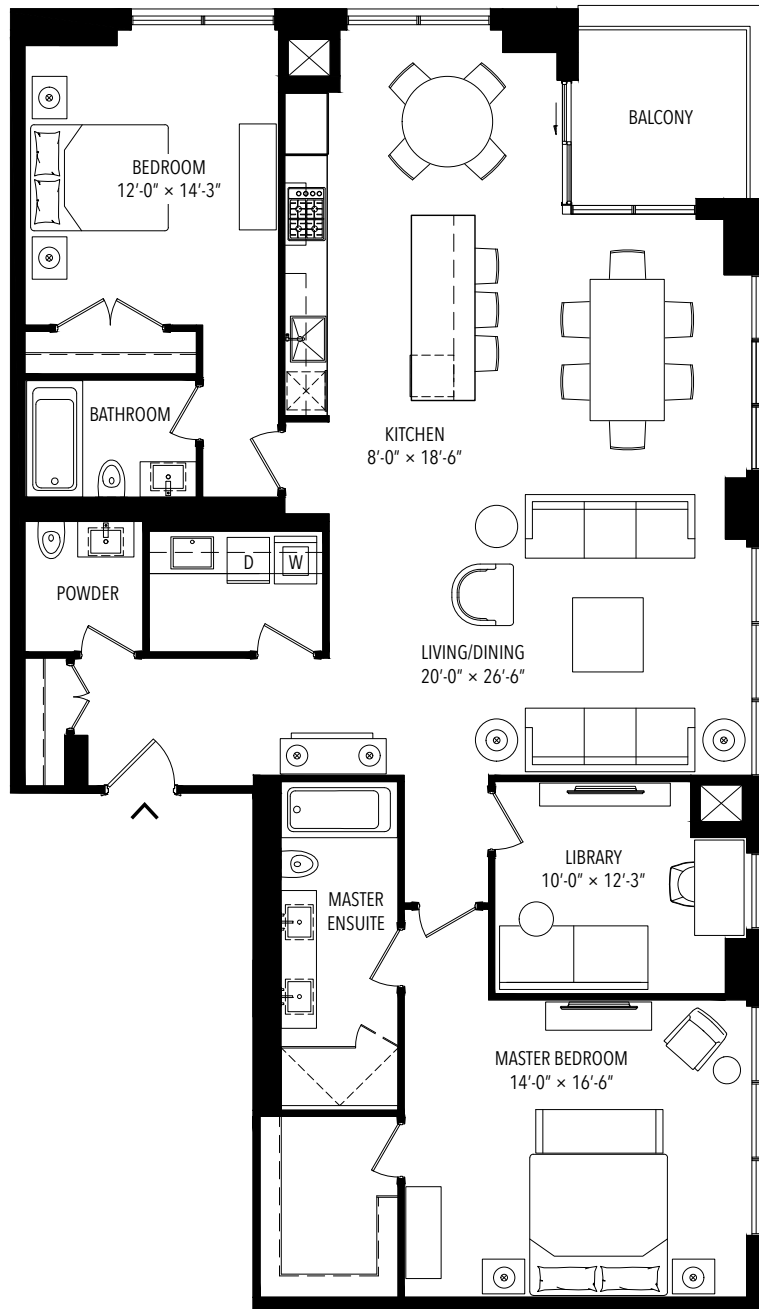 BALCONY
BEDROOM
12'-0" × 14'-3"
BATHROOM
KITCHEN
8'-0" × 18'-6"
D
W
POWDER
LIVING/DINING
20'-0" × 26'-6"
LIBRARY
10'-0" × 12'-3"
MASTER
ENSUITE
MASTER BEDROOM
14'-0" × 16'-6"